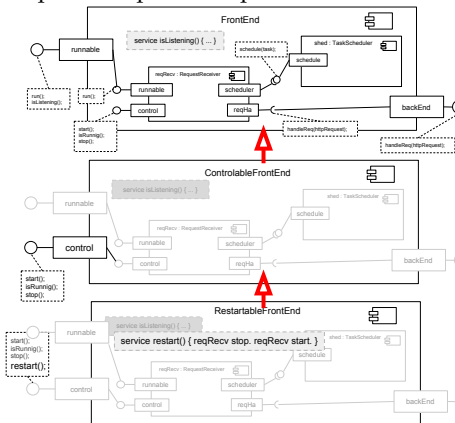 FrontEnd
service isListening() { ... }
schedule(task);
shed : TaskScheduler
runnable
schedule
reqRecv : RequestReceiver
runnable
scheduler
run();
isListening();
run();
control
reqHa
backEnd
start();
isRunnig();
stop();
handleReq(httpRequest);
handleReq(httpRequest);
ControlableFrontEnd
service isListening() { ... }
shed : TaskScheduler
runnable
schedule
reqRecv : RequestReceiver
runnable
scheduler
control
control
reqHa
backEnd
start();
isRunnig();
stop();
RestartableFrontEnd
service isListening() { ... }
runnable
shed : TaskScheduler
service restart() { reqRecv stop. reqRecv start. }
start();
isRunnig();
stop();
restart();
schedule
reqRecv : RequestReceiver
runnable
scheduler
control
control
reqHa
backEnd